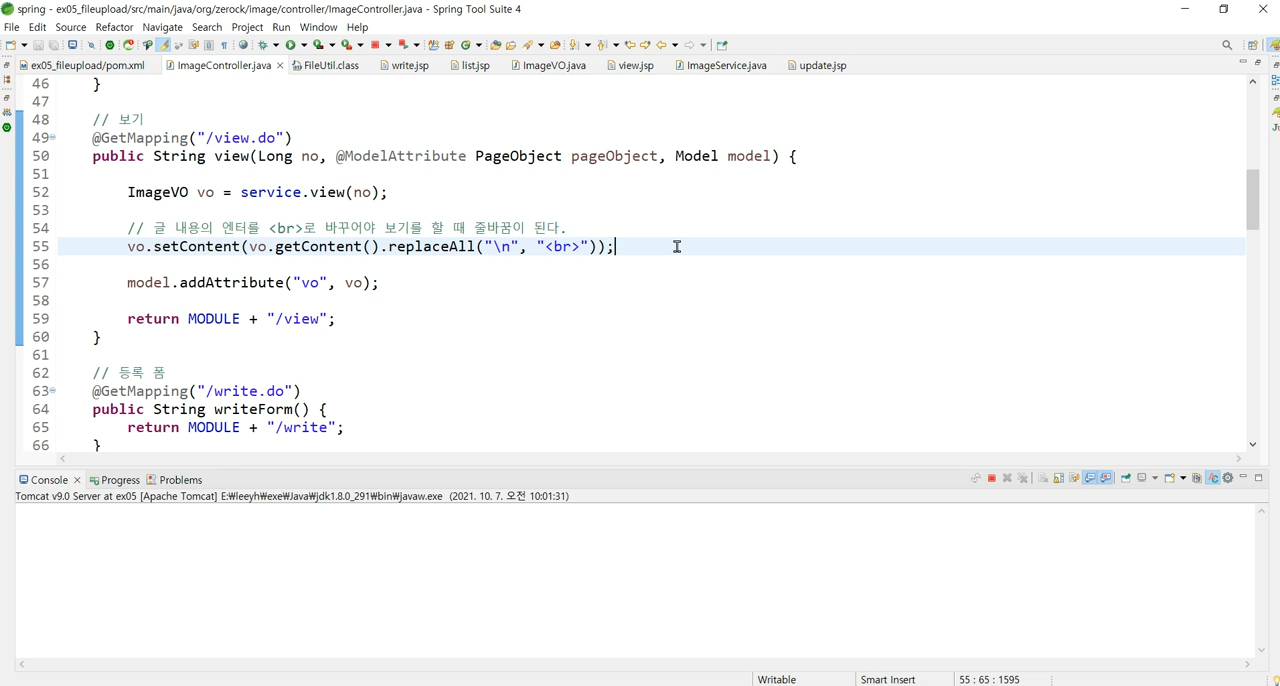 spring - ex05_fileupload/src/main/java/org/zerock/image/controller/ImageController.java - Spring Tool Suite 4
File Edit Source Refactor Navigate Search Project Run Window Help
ex05_fileupload/pom.xml ImageController.java FileUtil.class write.jsp list.jsp ImageVO.java view.jsp ImageService.java update.jsp
46 }
47
48 // 보기
49 @GetMapping("/view.do")
50 public String view(Long no, @ModelAttribute PageObject pageObject, Model model) {
51
52 ImageVO vo = service.view(no);
53
54 // 글 내용의 엔터를 <br>로 바꾸어야 보기를 할 때 줄바꿈이 된다.
55 vo.setContent(vo.getContent().replaceAll("\n", "<br>"));
56
57 model.addAttribute("vo", vo);
58
59 return MODULE + "/view";
60 }
61
62 // 등록 폼
63 @GetMapping("/write.do")
64 public String writeForm() {
65 return MODULE + "/write";
66 }
Console Progress Problems
Tomcat v9.0 Server at ex05 [Apache Tomcat] E:₩leeyh₩exe₩Java₩jdk1.8.0_291₩bin₩javaw.exe (2021. 10. 7. 오전 10:01:31)
Writable Smart Insert 55 : 65 : 1595